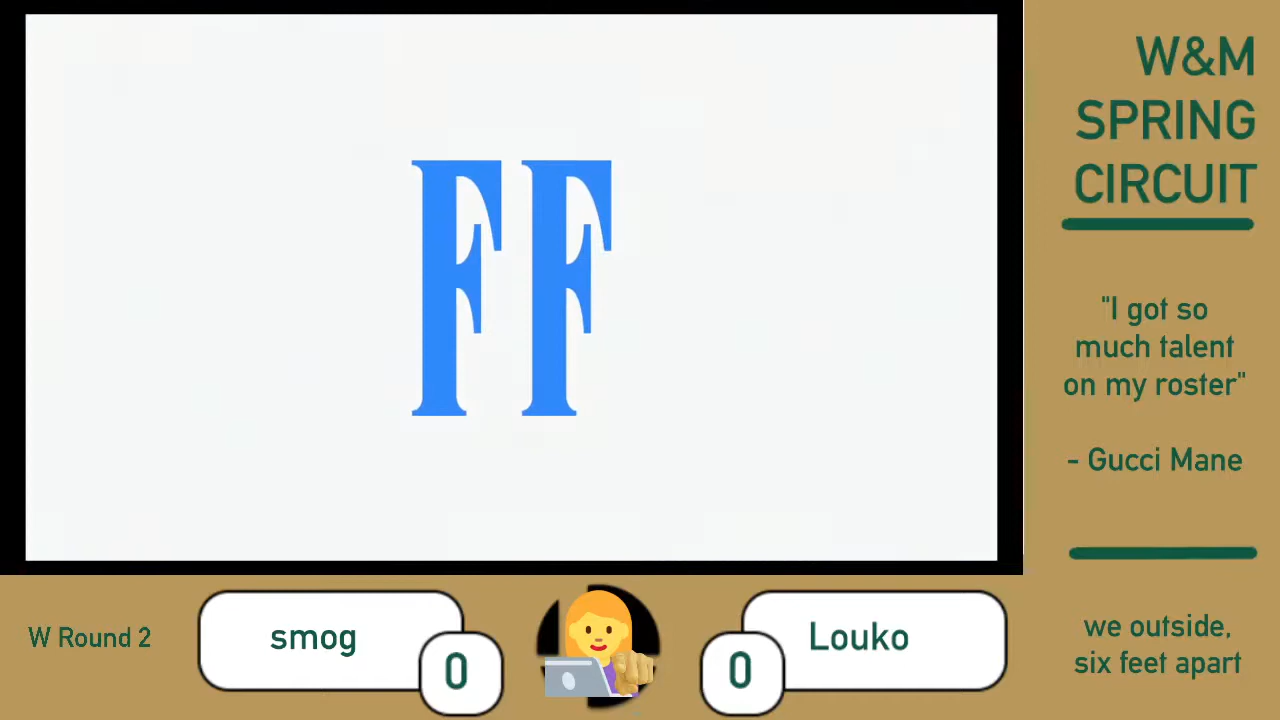 FF
W&M
SPRING
CIRCUIT
"I got so
much talent
on my roster"
- Gucci Mane
we outside,
six feet apart
W Round 2
smog
0
0
Louko